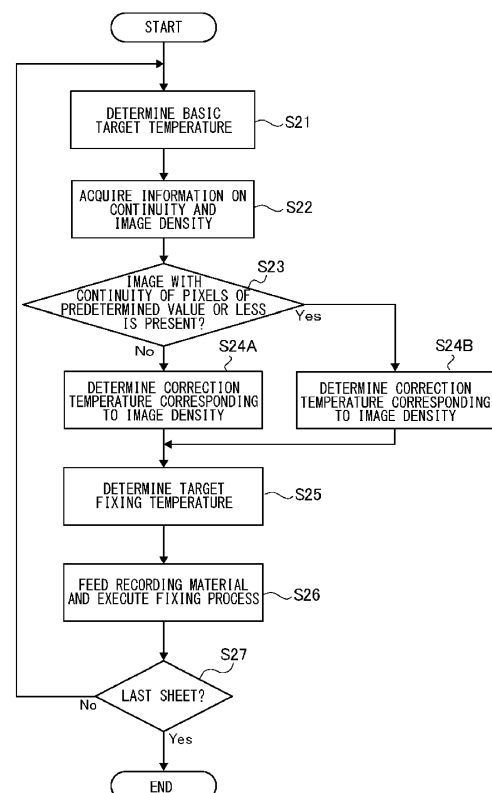 START
DETERMINE BASIC
TARGET TEMPERATURE
S21
ACQUIRE INFORMATION ON
CONTINUITY AND
IMAGE DENSITY
S22
IMAGE WITH
CONTINUITY OF PIXELS OF
PREDETERMINED VALUE OR LESS
IS PRESENT?
S23
Yes
No
S24A
DETERMINE CORRECTION
TEMPERATURE CORRESPONDING
TO IMAGE DENSITY
S24B
DETERMINE CORRECTION
TEMPERATURE CORRESPONDING
TO IMAGE DENSITY
DETERMINE TARGET
FIXING TEMPERATURE
S25
FEED RECORDING MATERIAL
AND EXECUTE FIXING PROCESS
S26
S27
LAST SHEET?
No
Yes
END